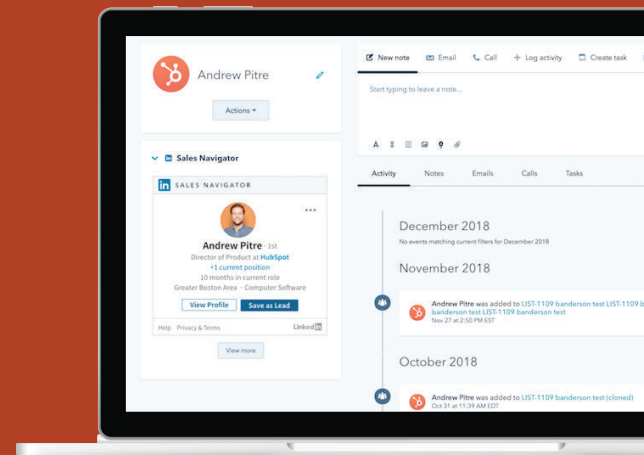 Andrew Pitre
Actions
Sales Navigator
in SALES NAVIGATOR
Andrew Pitre · 1st
Director of Product at HubSpot
+1 current position
10 months in current role
Greater Boston Area · Computer Software
View Profile Save as Lead
Help Privacy & Terms LinkedIn
View more
New note Email Call + Log activity Create task
Start typing to leave a note...
Activity Notes Emails Calls Tasks
December 2018
No events matching current filters for December 2018
November 2018
Andrew Pitre was added to LIST-1109 banderson test LIST-1109 b
banderson test LIST-1109 banderson test
Nov 27 at 2:50 PM EST
October 2018
Andrew Pitre was added to LIST-1109 banderson test (cloned)
Oct 31 at 11:39 AM EDT